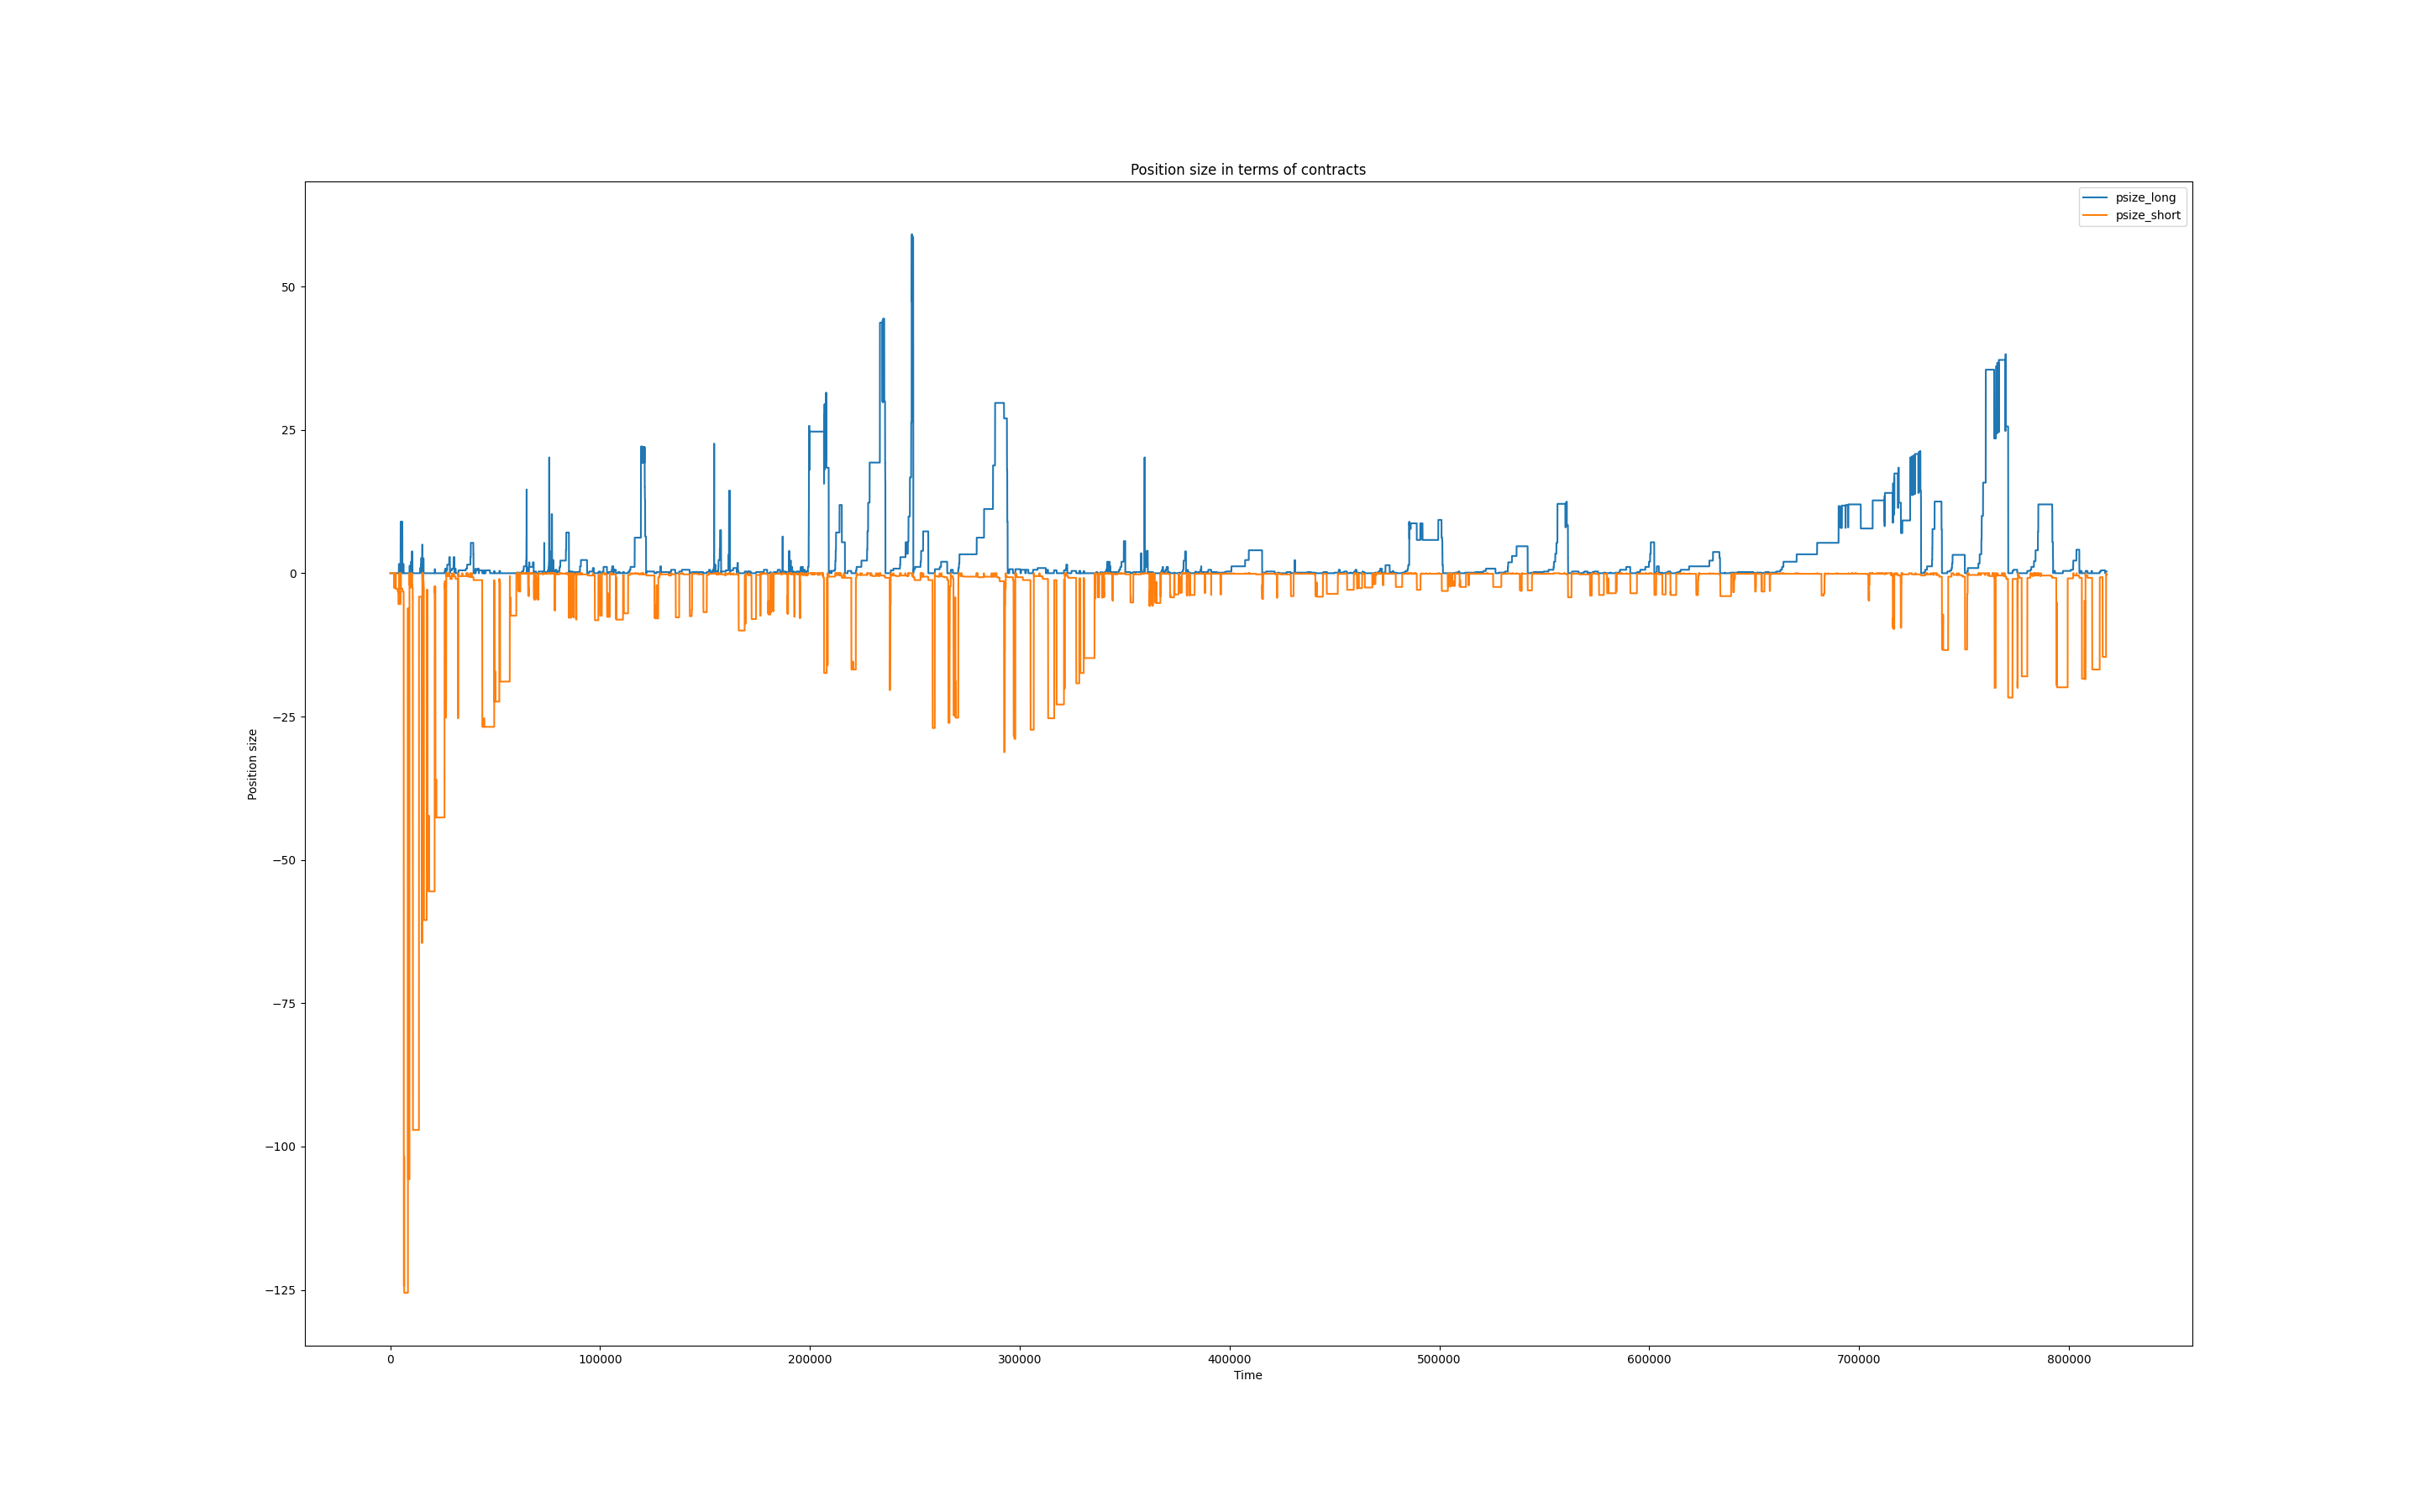 Position size in terms of contracts
psize_long
psize_short
50
25
0
−25
−50
−75
−100
−125
Position size
0 100000 200000 300000 400000 500000 600000 700000 800000
Time